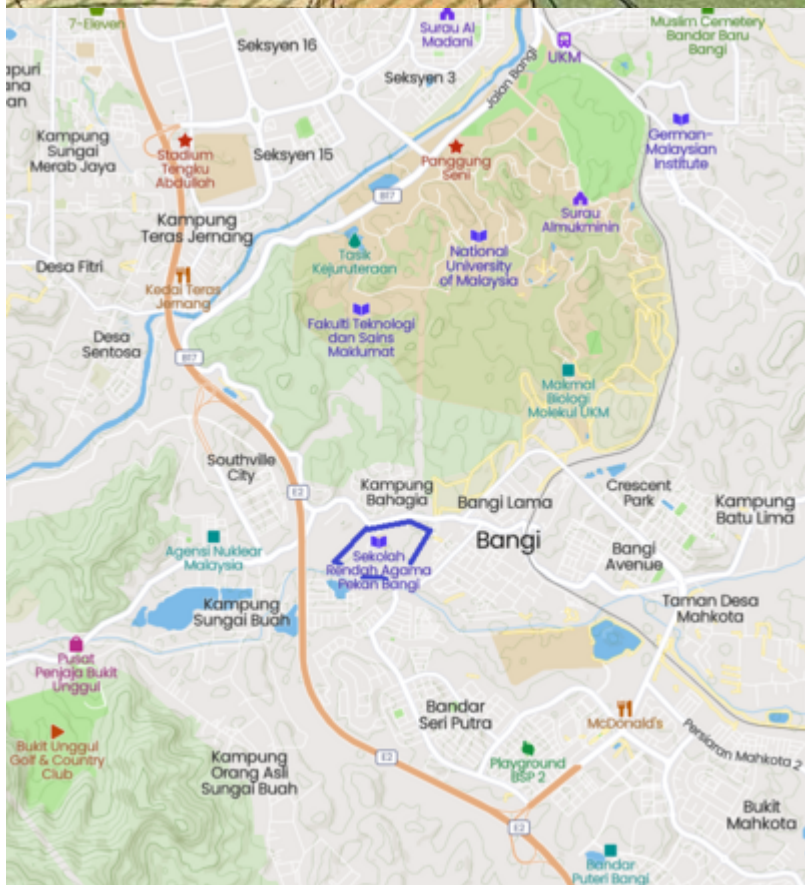 7-Eleven
Surau Al
Madani
Muslim Cemetery
Bandar Baru
Bangi
Seksyen 16
UKM
Seksyen 3
Jalan Bangi
Kampung
Sungai
Merab Jaya
Stadium
Tengku
Abdullah
Seksyen 15
Panggung
Seni
German-
Malaysian
Institute
B17
Surau
Almukminin
Kampung
Teras Jernang
Tasik
Kejuruteraan
National
University
of Malaysia
Desa Fitri
Kedai Teras
Jernang
Fakulti Teknologi
dan Sains
Maklumat
Desa
Sentosa
B17
Makmal
Biologi
Molekul UKM
Southville
City
Kampung
Bahagia
Bangi Lama
Crescent
Park
Kampung
Batu Lima
E2
Agensi Nuklear
Malaysia
Sekolah
Rendah Agama
Pekan Bangi
Bangi
Bangi
Avenue
Kampung
Sungai Buah
Taman Desa
Mahkota
Pusat
Penjaja Bukit
Unggul
Bandar
Seri Putra
McDonald's
Bukit Unggul
Golf & Country
Club
Kampung
Orang Asli
Sungai Buah
E2
Playground
BSP 2
Persiaran Mahkota 2
Bukit
Mahkota
E2
Bandar
Puteri Bangi